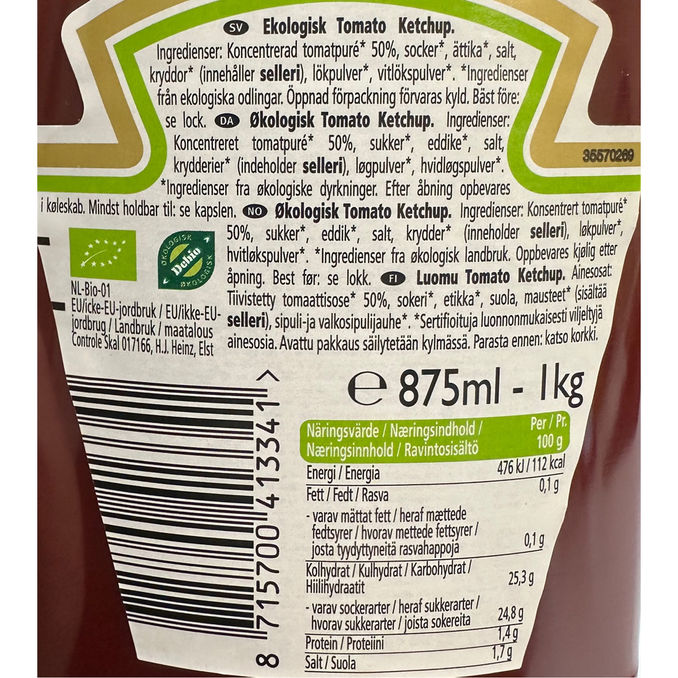 SV Ekologisk Tomato Ketchup.
Ingredienser: Koncentrerad tomatpuré* 50%, socker*, ättika*, salt,
kryddor* (innehåller selleri), lökpulver*, vitlökspulver*. *Ingredienser
från ekologiska odlingar. Öppnad förpackning förvaras kyld. Bäst före:
se lock. DA Økologisk Tomato Ketchup. Ingredienser:
Koncentreret tomatpuré* 50%, sukker*, eddike*, salt,
krydderier* (indeholder selleri), løgpulver*, hvidløgspulver*.
*Ingredienser fra økologiske dyrkninger. Efter åbning opbevares
i køleskab. Mindst holdbar til: se kapslen. NO Økologisk Tomato Ketchup. Ingredienser: Konsentrert tomatpuré*
50%, sukker*, eddik*, salt, krydder* (inneholder selleri), løkpulver*,
hvitløkspulver*. *Ingredienser fra økologisk landbruk. Oppbevares kjølig etter
åpning. Best før: se lokk. FI Luomu Tomato Ketchup. Ainesosat:
Tiivistetty tomaattisose* 50%, sokeri*, etikka*, suola, mausteet* (sisältää
selleri), sipuli-ja valkosipulijauhe*. *Sertifioituja luonnonmukaisesti viljeltyjä
ainesosia. Avattu pakkaus säilytetään kylmässä. Parasta ennen: katso korkki.
35570269
ØKOLOGISK
Debio
ØKOLOGISK
NL-Bio-01
EU/icke-EU-jordbruk / EU/ikke-EU-
jordbrug / Landbruk / maatalous
Controle Skal 017166, H.J. Heinz, Elst
e 875ml - 1kg
8 715700 413341 >
Näringsvärde / Næringsindhold / Per / Pr.
Næringsinnhold / Ravintosisältö 100 g
Energi / Energia 476 kJ / 112 kcal
Fett / Fedt / Rasva 0,1g
- varav mättat fett / heraf mættede
fedtsyrer / hvorav mettede fettsyrer /
josta tyydyttyneitä rasvahappoja 0,1g
Kolhydrat / Kulhydrat / Karbohydrat /
Hiilihydraatit 25,3g
- varav sockerarter / heraf sukkerarter /
hvorav sukkerarter / joista sokereita 24,8g
Protein / Proteiini 1,4g
Salt / Suola 1,7g